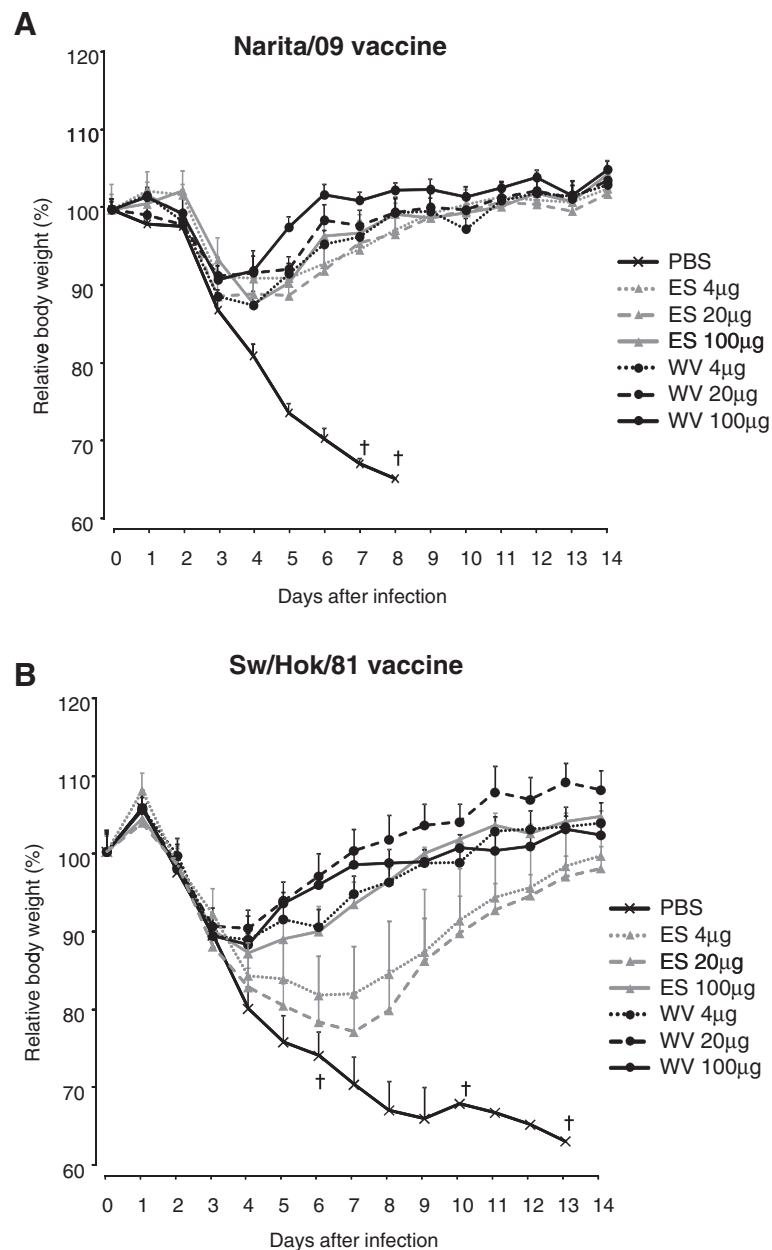 A
Narita/09 vaccine
120
110
100
90
80
70
60
Relative body weight (%)
†
†
0 1 2 3 4 5 6 7 8 9 10 11 12 13 14
Days after infection
PBS
ES 4μg
ES 20μg
ES 100μg
WV 4μg
WV 20μg
WV 100μg
B
Sw/Hok/81 vaccine
120
110
100
90
80
70
60
Relative body weight (%)
†
†
†
0 1 2 3 4 5 6 7 8 9 10 11 12 13 14
Days after infection
PBS
ES 4μg
ES 20μg
ES 100μg
WV 4μg
WV 20μg
WV 100μg